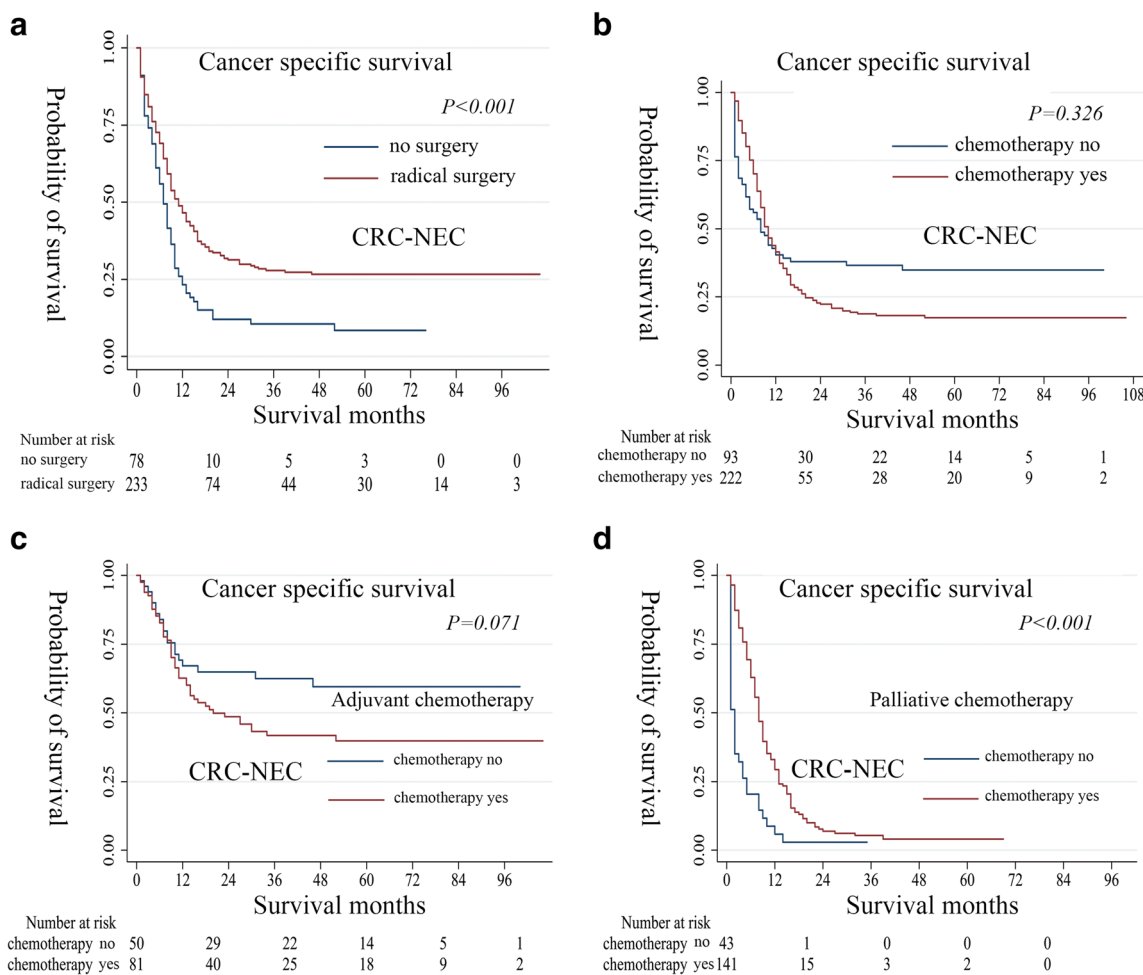 a
Cancer specific survival
P<0.001
no surgery
radical surgery
CRC-NEC
Probability of survival
1.00
0.75
0.50
0.25
0.00
0 12 24 36 48 60 72 84 96
Survival months
Number at risk
no surgery 78 10 5 3 0 0
radical surgery 233 74 44 30 14 3
b
Cancer specific survival
P=0.326
chemotherapy no
chemotherapy yes
CRC-NEC
Probability of survival
1.00
0.75
0.50
0.25
0.00
0 12 24 36 48 60 72 84 96 108
Survival months
Number at risk
chemotherapy no 93 30 22 14 5 1
chemotherapy yes 222 55 28 20 9 2
c
Cancer specific survival
P=0.071
Adjuvant chemotherapy
CRC-NEC
chemotherapy no
chemotherapy yes
Probability of survival
1.00
0.75
0.50
0.25
0.00
0 12 24 36 48 60 72 84 96
Survival months
Number at risk
chemotherapy no 50 29 22 14 5 1
chemotherapy yes 81 40 25 18 9 2
d
Cancer specific survival
P<0.001
Palliative chemotherapy
CRC-NEC
chemotherapy no
chemotherapy yes
Probability of survival
1.00
0.75
0.50
0.25
0.00
0 12 24 36 48 60 72 84 96
Survival months
Number at risk
chemotherapy no 43 1 0 0 0
chemotherapy yes 141 15 3 2 0